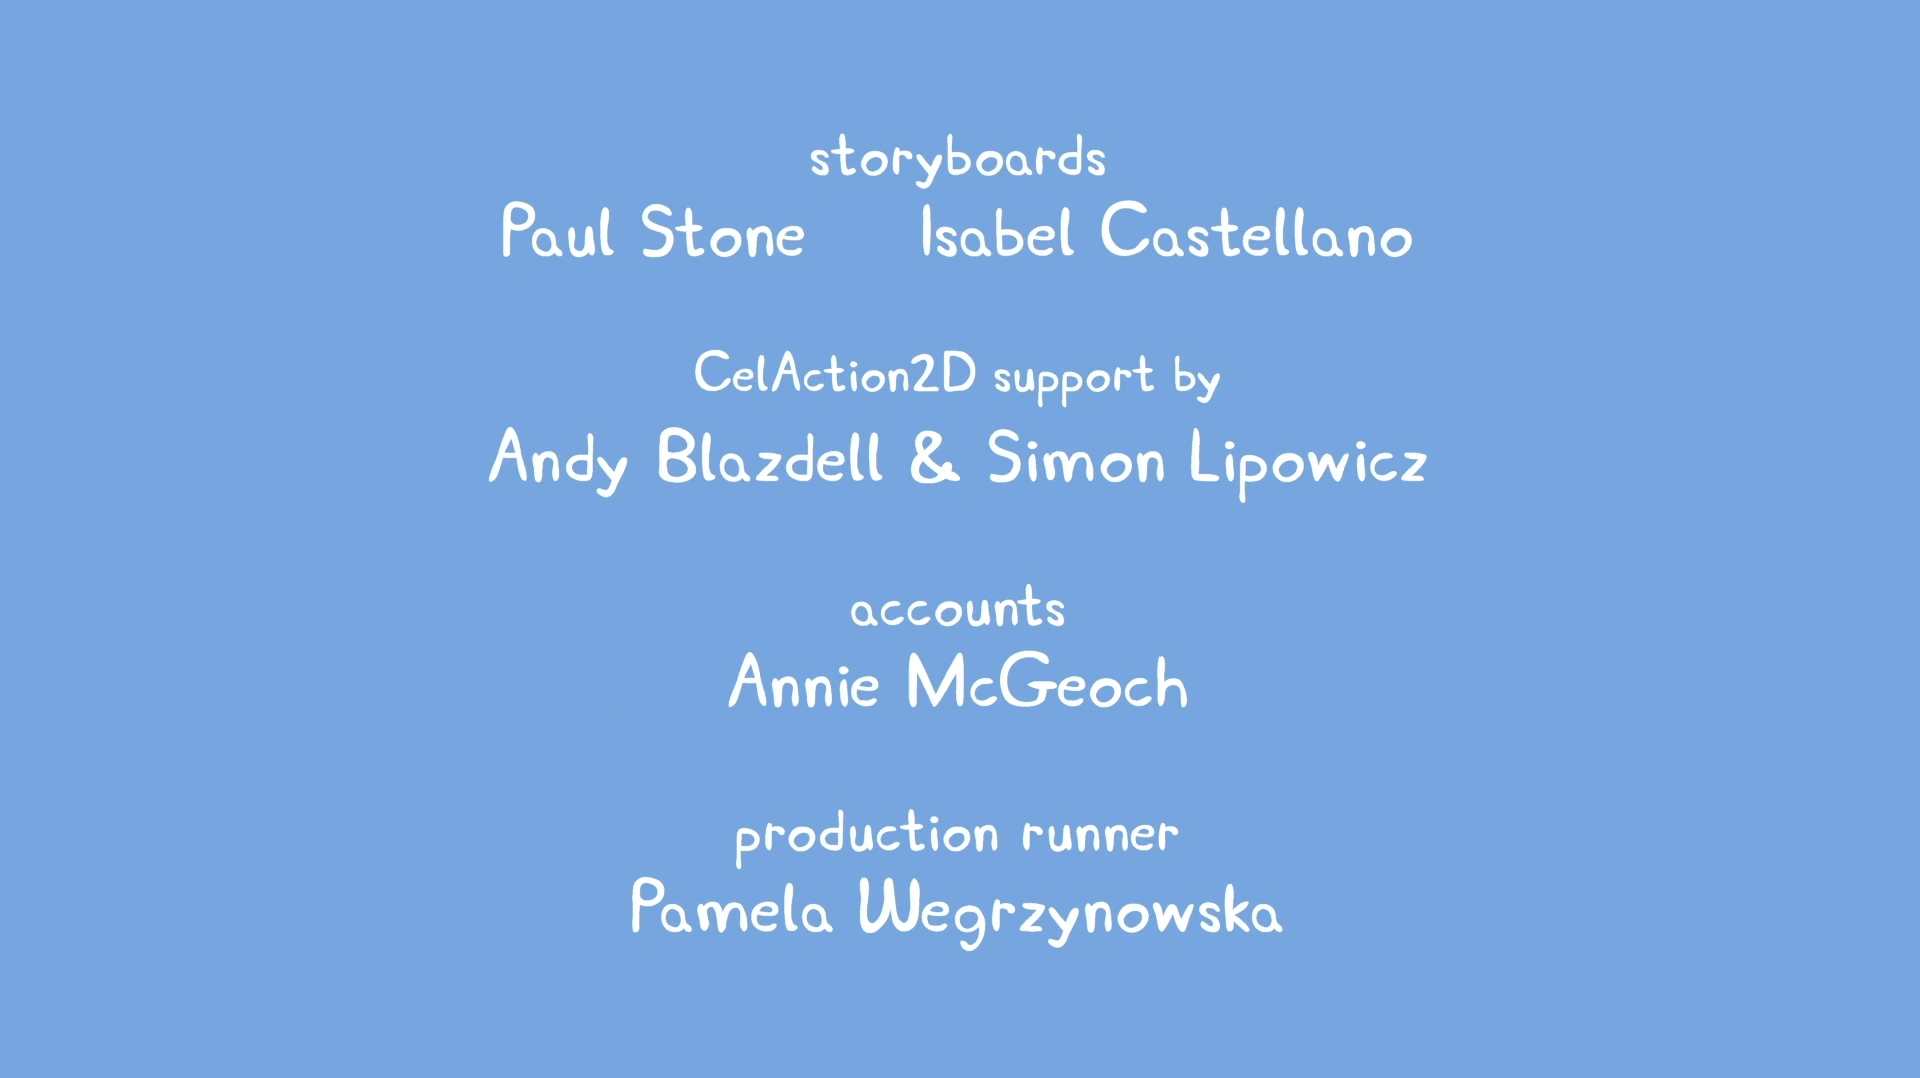 storyboards
Paul Stone Isabel Castellano
CelAction2D support by
Andy Blazdell & Simon Lipowicz
accounts
Annie McGeoch
production runner
Pamela Wegrzynowska